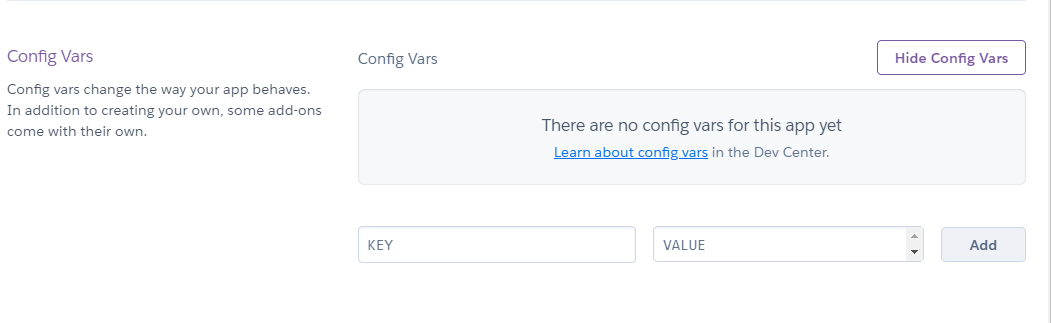 Config Vars
Config vars change the way your app behaves.
In addition to creating your own, some add-ons
come with their own.
Config Vars
Hide Config Vars
There are no config vars for this app yet
Learn about config vars in the Dev Center.
KEY
VALUE
Add